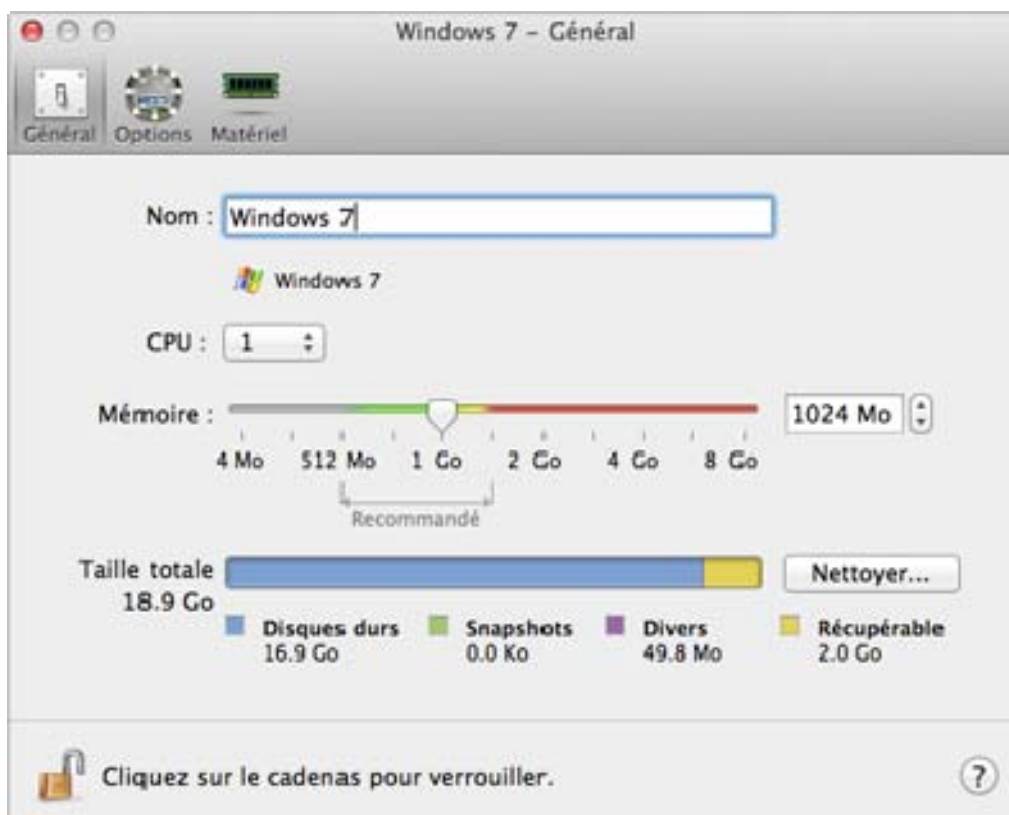 Windows 7 – Général
Général Options Matériel
Nom : Windows 7
Windows 7
CPU : 1
Mémoire : 1024 Mo
4 Mo 512 Mo 1 Go 2 Go 4 Go 8 Go
Recommandé
Taille totale Nettoyer...
18.9 Go
Disques durs Snapshots Divers Récupérable
16.9 Go 0.0 Ko 49.8 Mo 2.0 Go
Cliquez sur le cadenas pour verrouiller. ?